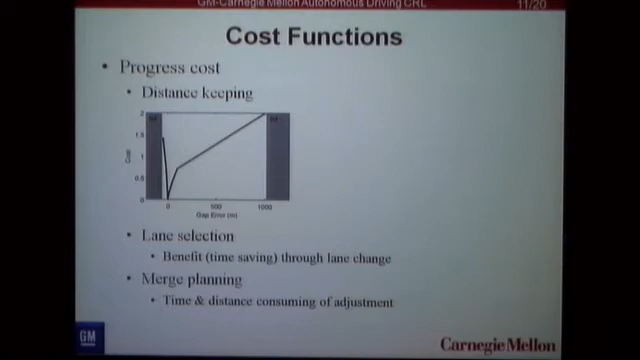 GM-Carnegie Mellon Autonomous Driving CRL
11/20
Cost Functions
• Progress cost
• Distance keeping
2
1.5
1
0.5
0
Cost
0
500
1000
Gap Error (m)
• Lane selection
• Benefit (time saving) through lane change
• Merge planning
• Time & distance consuming of adjustment
GM
Carnegie Mellon